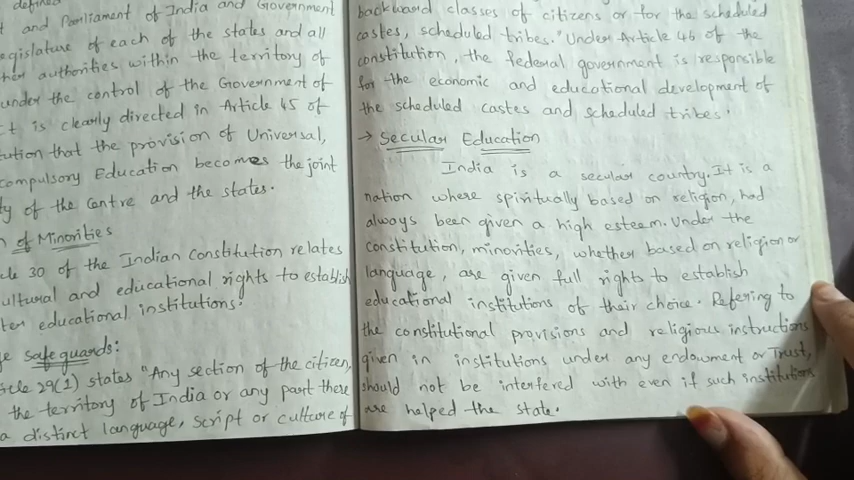 defined
t and Parliament of India and Government
egislature of each of the states and all
her authorities within the territory of
under the control of the Government of
t is clearly directed in Article 45 of
ution that the provision of Universal,
compulsory Education becomes the joint
ty of the Centre and the states.
n of Minorities
cle 30 of the Indian Constitution relates
ultural and educational rights to establish
ter educational institutions.
ge safeguards:
icle 29(1) states "Any section of the citizen,
the territory of India or any part there
a distinct language, script or culture of
backward classes of citizens or for the scheduled
castes, scheduled tribes." Under Article 46 of the
constitution, the federal government is responsible
for the economic and educational development of
the scheduled castes and scheduled tribes.
→ Secular Education
India is a secular country. It is a
nation where spiritually based on religion, had
always been given a high esteem. Under the
constitution, minorities, whether based on religion or
language, are given full rights to establish
educational institutions of their choice. Refering to
the constitutional provisions and religious instructions
given in institutions under any endowment or Trust,
should not be interfered with even if such institutions
are helped the state.